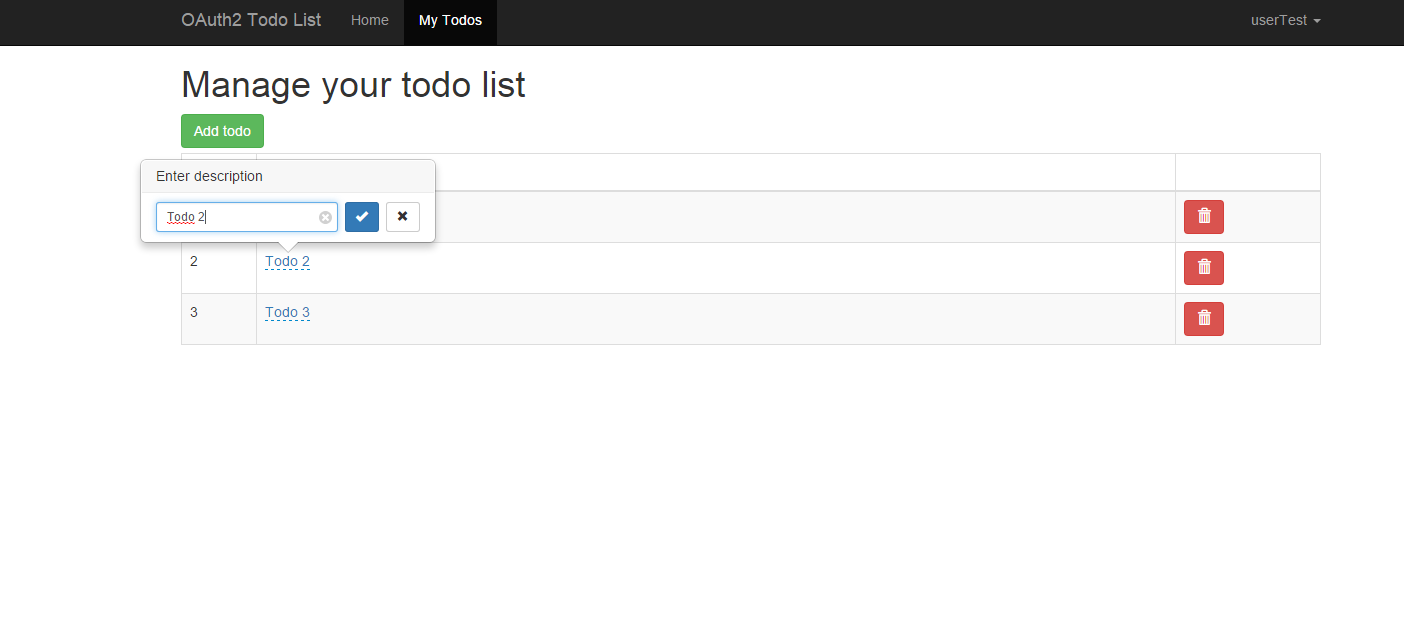 OAuth2 Todo List Home My Todos userTest
Manage your todo list
Add todo
Enter description
Todo 2
2 Todo 2
3 Todo 3